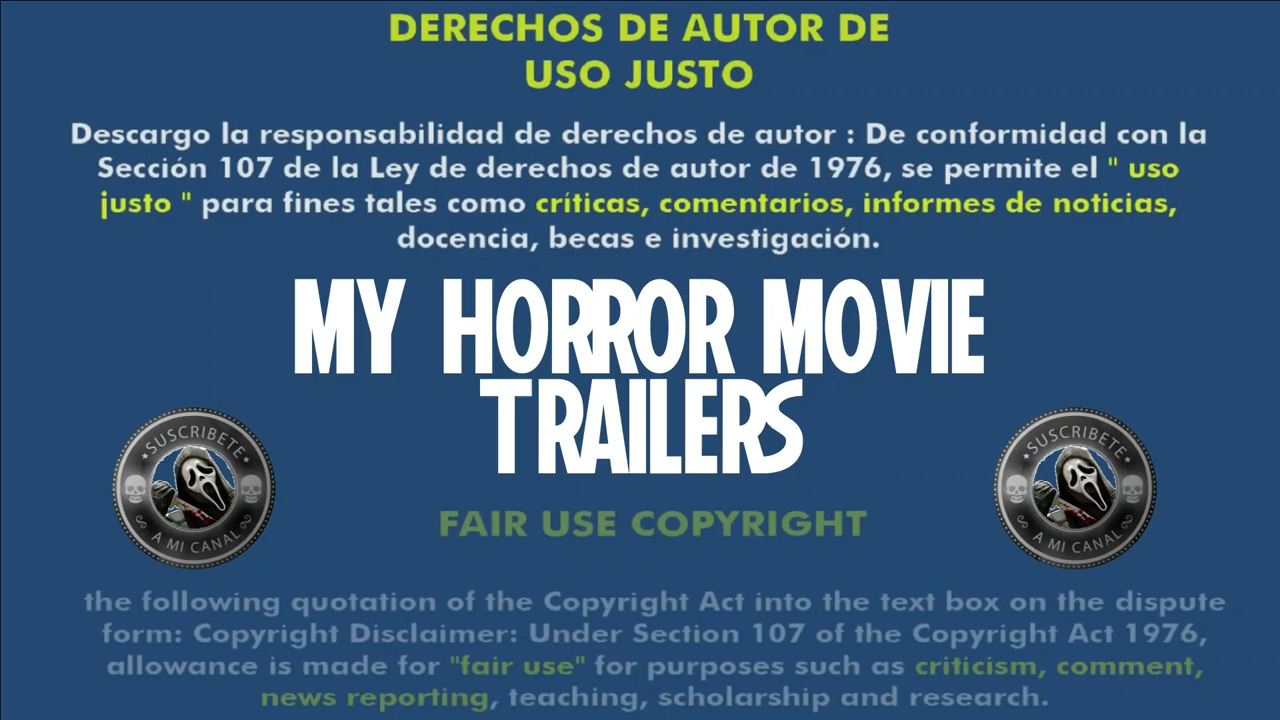 DERECHOS DE AUTOR DE
USO JUSTO
Descargo la responsabilidad de derechos de autor : De conformidad con la
Sección 107 de la Ley de derechos de autor de 1976, se permite el " uso
justo " para fines tales como críticas, comentarios, informes de noticias,
docencia, becas e investigación.
MY HORROR MOVIE
TRAILERS
SUSCRIBETE
A MI CANAL
SUSCRIBETE
A MI CANAL
FAIR USE COPYRIGHT
the following quotation of the Copyright Act into the text box on the dispute
form: Copyright Disclaimer: Under Section 107 of the Copyright Act 1976,
allowance is made for "fair use" for purposes such as criticism, comment,
news reporting, teaching, scholarship and research.